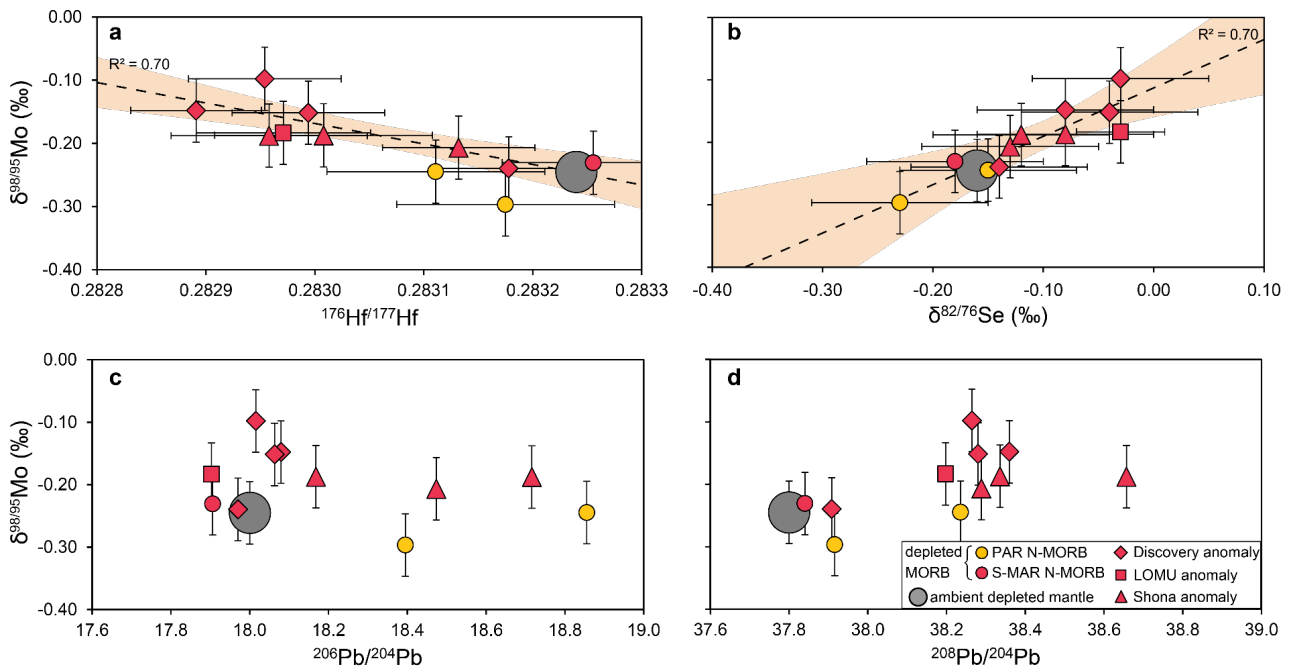 a
R² = 0.70
δ⁹⁸/⁹⁵Mo (‰)
0.00
-0.10
-0.20
-0.30
-0.40
0.2828 0.2829 0.2830 0.2831 0.2832 0.2833
¹⁷⁶Hf/¹⁷⁷Hf
b
R² = 0.70
-0.40 -0.30 -0.20 -0.10 0.00 0.10
δ⁸²/⁷⁶Se (‰)
c
δ⁹⁸/⁹⁵Mo (‰)
0.00
-0.10
-0.20
-0.30
-0.40
17.6 17.8 18.0 18.2 18.4 18.6 18.8 19.0
²⁰⁶Pb/²⁰⁴Pb
d
depleted MORB
PAR N-MORB
S-MAR N-MORB
ambient depleted mantle
Discovery anomaly
LOMU anomaly
Shona anomaly
37.6 37.8 38.0 38.2 38.4 38.6 38.8 39.0
²⁰⁸Pb/²⁰⁴Pb